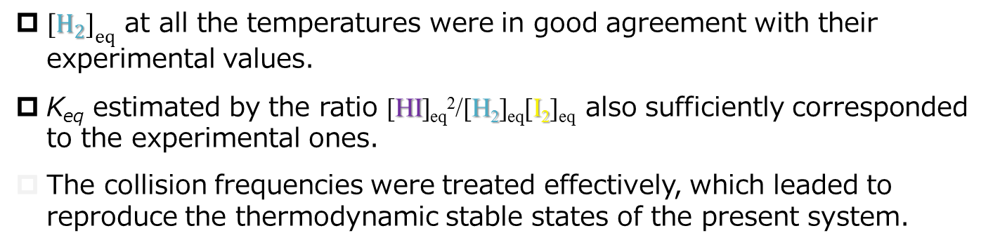 [H₂]eq at all the temperatures were in good agreement with their
experimental values.
Keq estimated by the ratio [HI]eq²/[H₂]eq[I₂]eq also sufficiently corresponded
to the experimental ones.
The collision frequencies were treated effectively, which leaded to
reproduce the thermodynamic stable states of the present system.